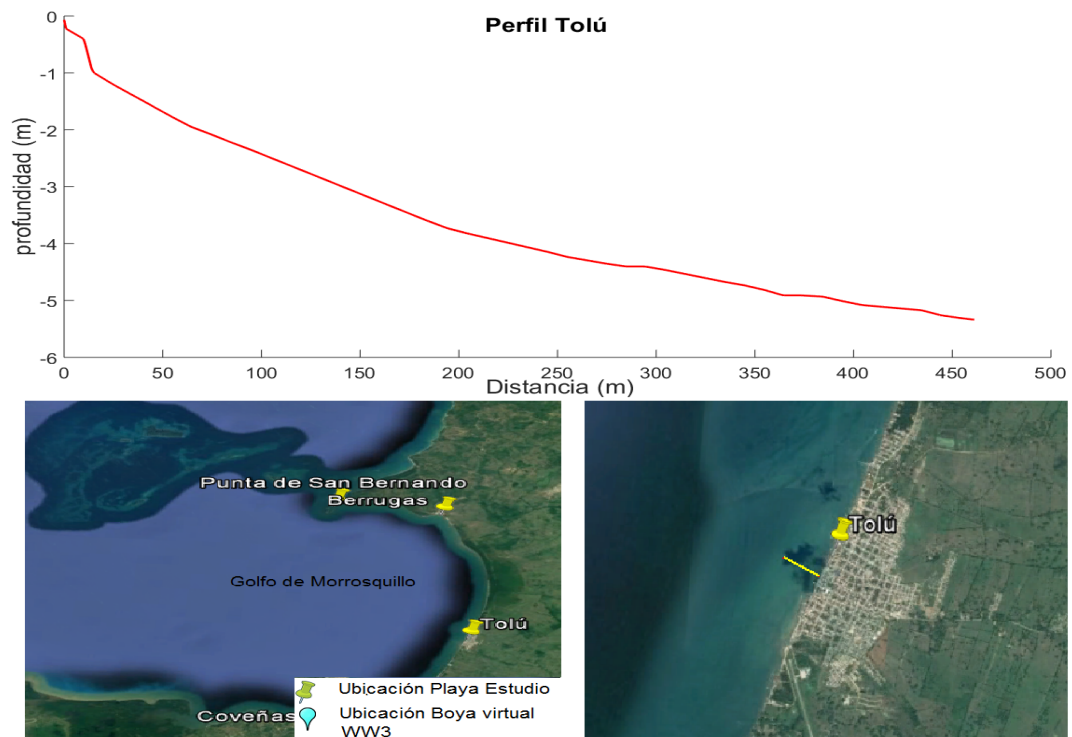 Perfil Tolú
profundidad (m)
0
-1
-2
-3
-4
-5
-6
0 50 100 150 200 250 300 350 400 450 500
Distancia (m)
Punta de San Bernando
Berrugas
Golfo de Morrosquillo
Tolú
Coveñas
Ubicación Playa Estudio
Ubicación Boya virtual
WW3
Tolú